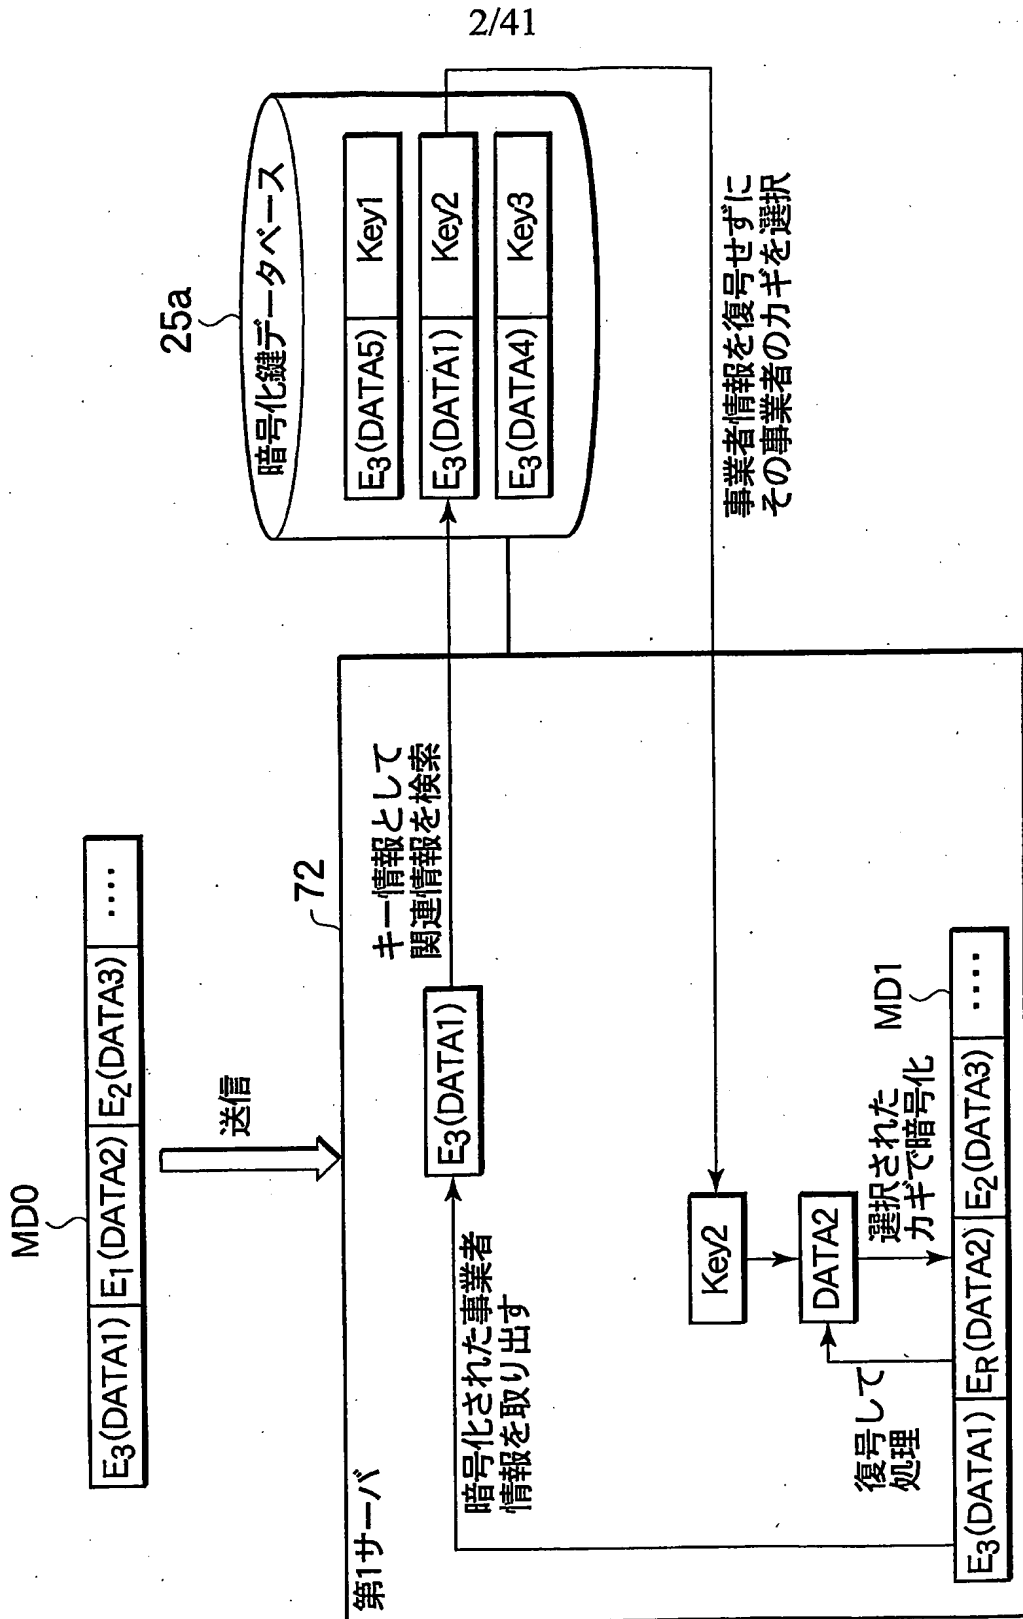 2/41
MD0
E3(DATA1) E1(DATA2) E2(DATA3) ‥‥
送信
第1サーバ
72
暗号化された事業者
情報を取り出す
E3(DATA1)
キー情報として
関連情報を検索
25a
暗号化鍵データベース
E3(DATA5) Key1
E3(DATA1) Key2
E3(DATA4) Key3
事業者情報を復号せずに
その事業者のカギを選択
Key2
DATA2
復号して
処理
選択された
カギで暗号化
MD1
E3(DATA1) ER(DATA2) E2(DATA3) ‥‥